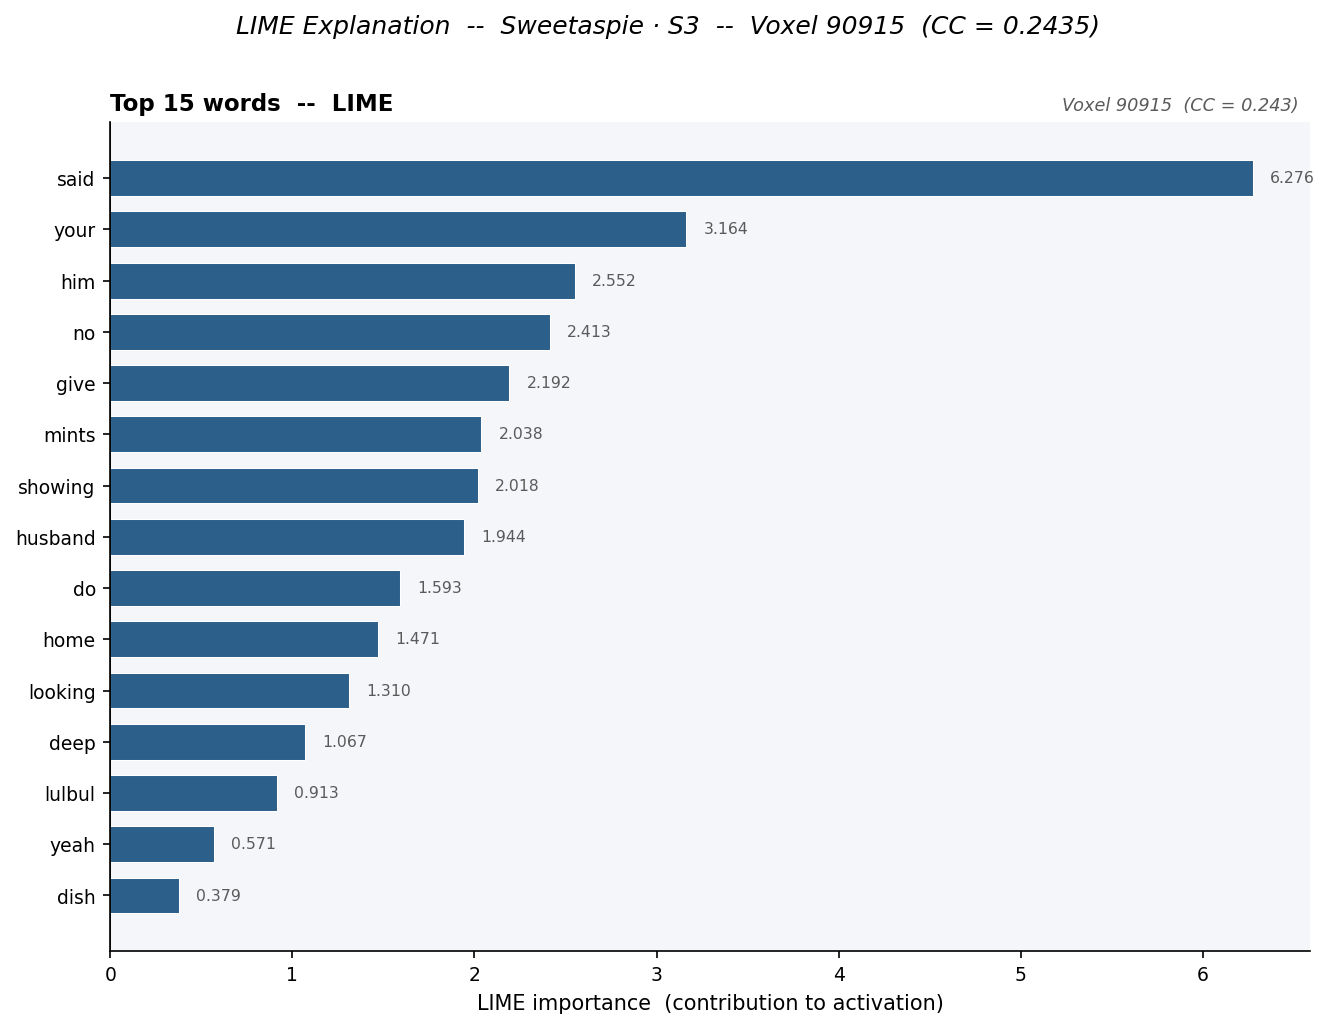 LIME Explanation -- Sweetaspie · S3 -- Voxel 90915 (CC = 0.2435)
Top 15 words -- LIME
Voxel 90915 (CC = 0.243)
said 6.276
your 3.164
him 2.552
no 2.413
give 2.192
mints 2.038
showing 2.018
husband 1.944
do 1.593
home 1.471
looking 1.310
deep 1.067
lulbul 0.913
yeah 0.571
dish 0.379
0 1 2 3 4 5 6
LIME importance (contribution to activation)